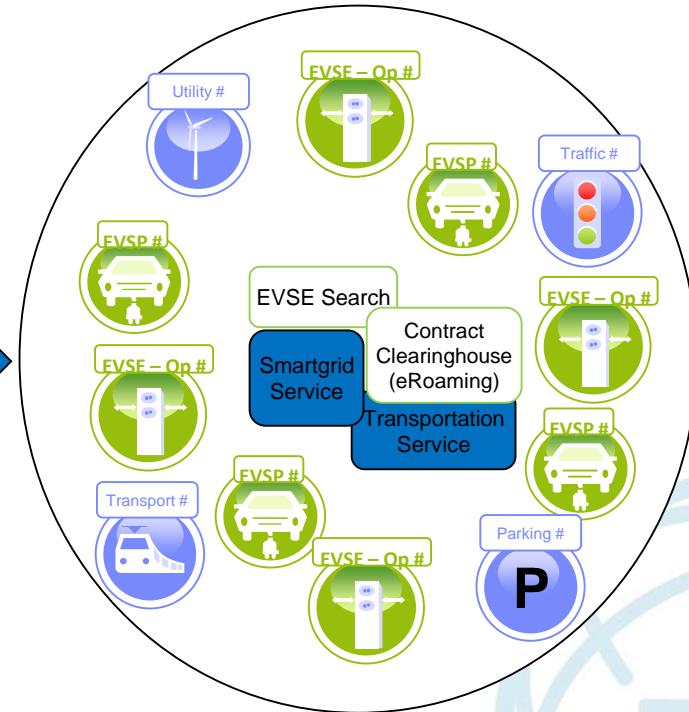 EVSE – Op #
Utility #
EVSP #
Traffic #
EVSP #
EVSE Search
EVSE – Op #
Contract
Clearinghouse
(eRoaming)
Smartgrid
Service
EVSE – Op #
Transportation
Service
EVSP #
EVSP #
Transport #
Parking #
EVSE – Op #
P